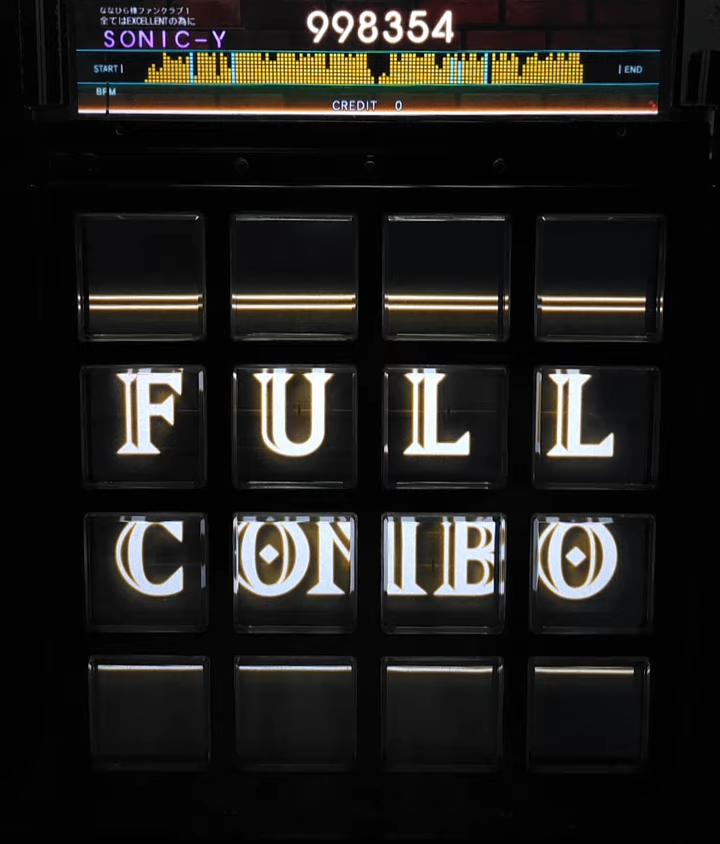 ななひら様ファンクラブ1
全てはEXCELLENTの為に
SONIC-Y
998354
START |
| END
BPM
CREDIT 0
FULL
COMBO